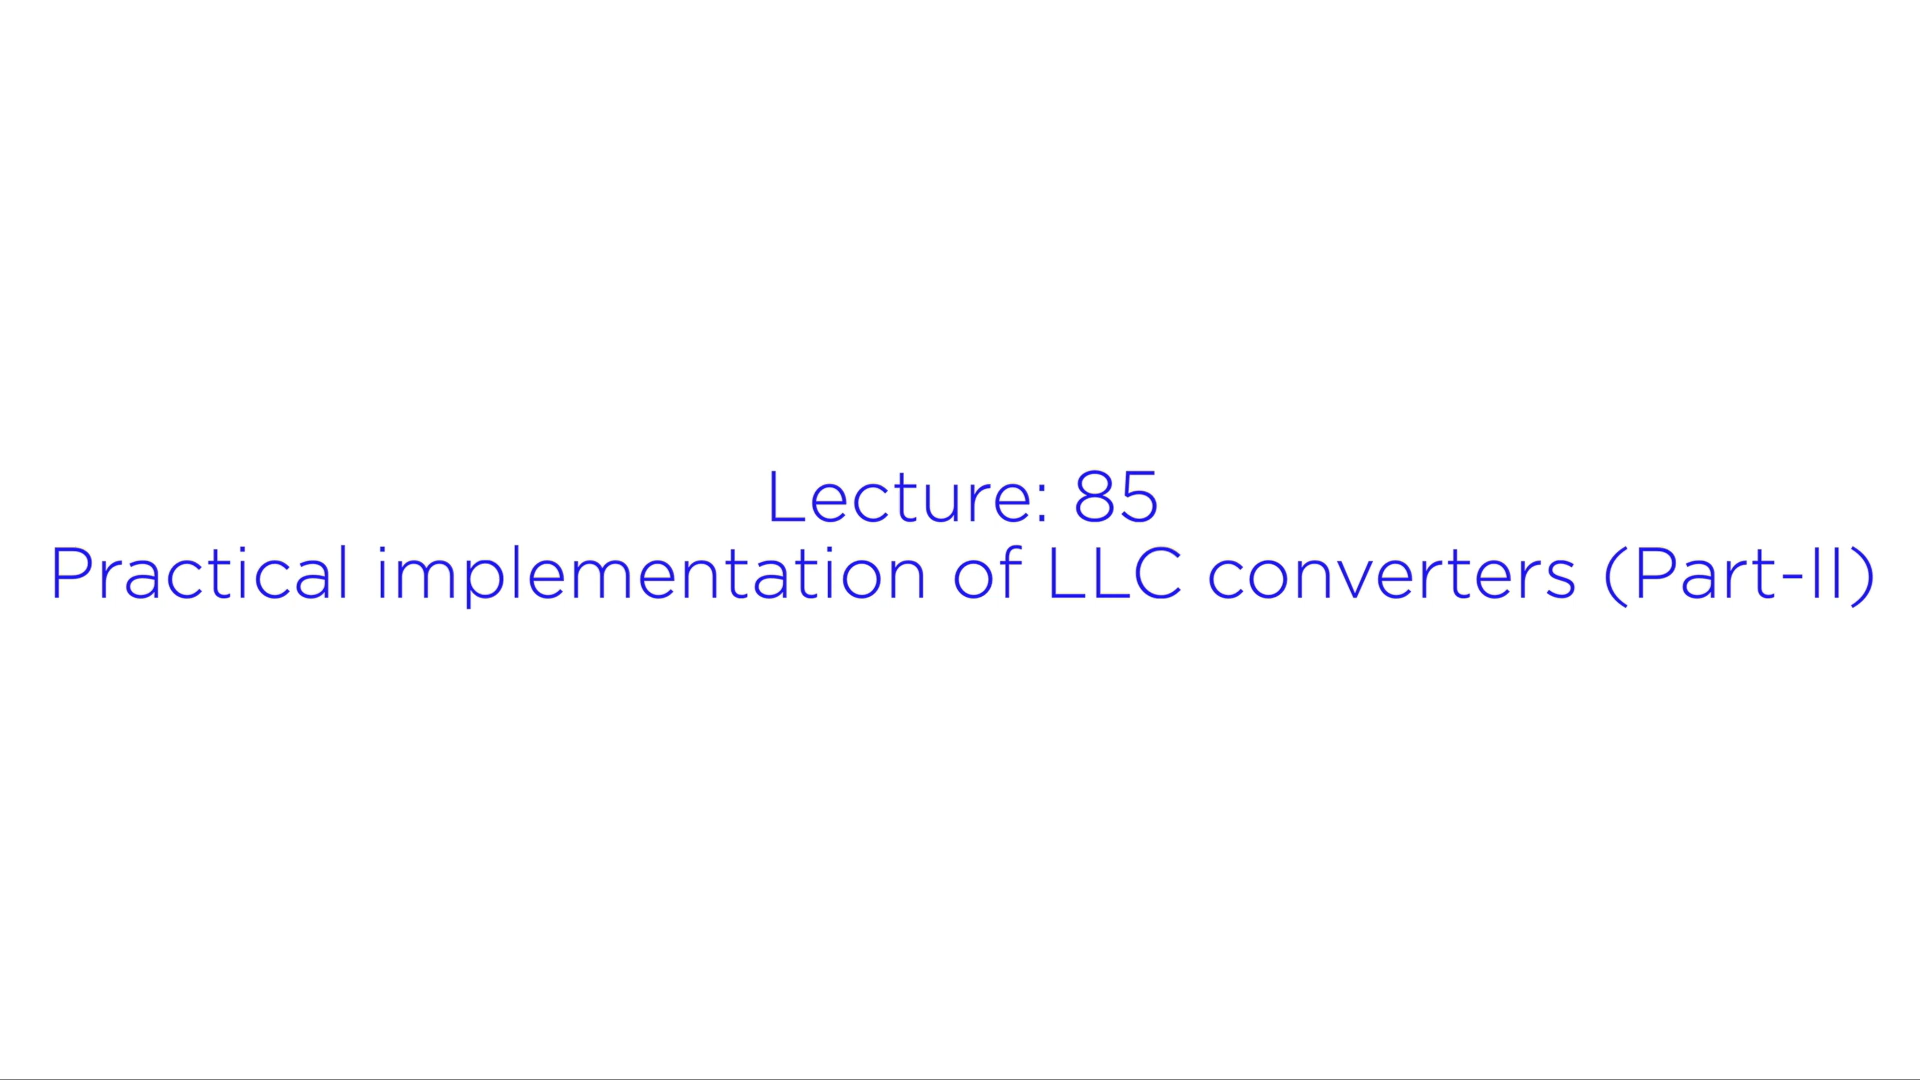 Lecture: 85
Practical implementation of LLC converters (Part-II)